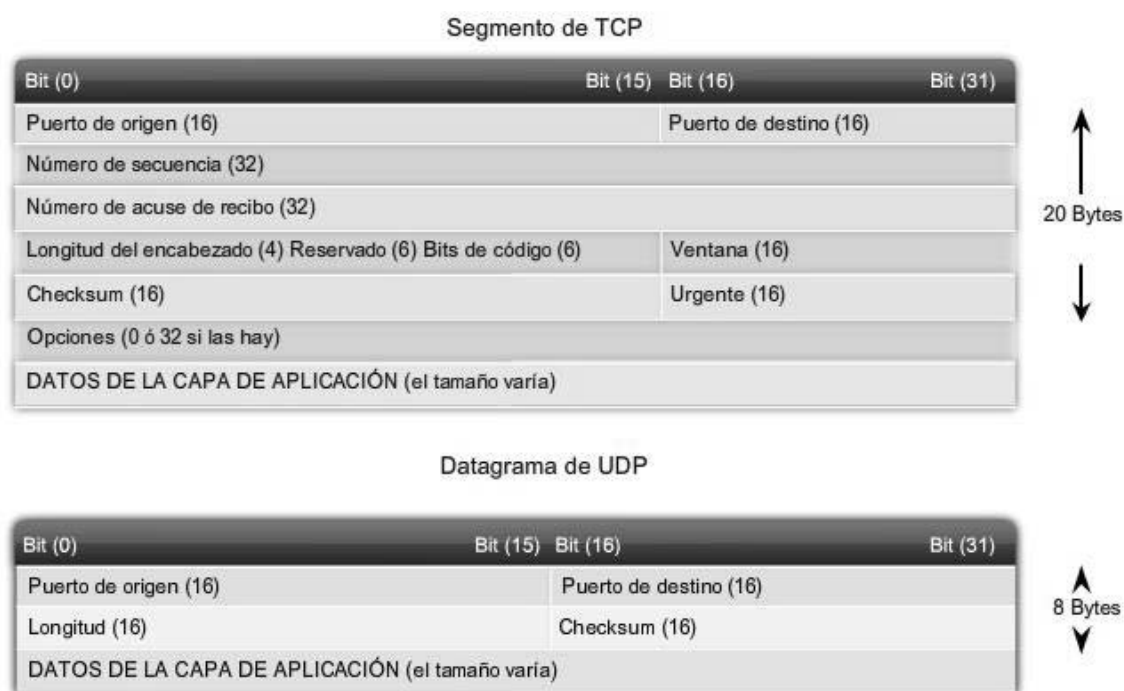 Segmento de TCP
Bit (0) Bit (15) Bit (16) Bit (31)
Puerto de origen (16) Puerto de destino (16)
Número de secuencia (32)
Número de acuse de recibo (32)
20 Bytes
Longitud del encabezado (4) Reservado (6) Bits de código (6) Ventana (16)
Checksum (16) Urgente (16)
Opciones (0 ó 32 si las hay)
DATOS DE LA CAPA DE APLICACIÓN (el tamaño varía)
Datagrama de UDP
Bit (0) Bit (15) Bit (16) Bit (31)
Puerto de origen (16) Puerto de destino (16)
8 Bytes
Longitud (16) Checksum (16)
DATOS DE LA CAPA DE APLICACIÓN (el tamaño varía)